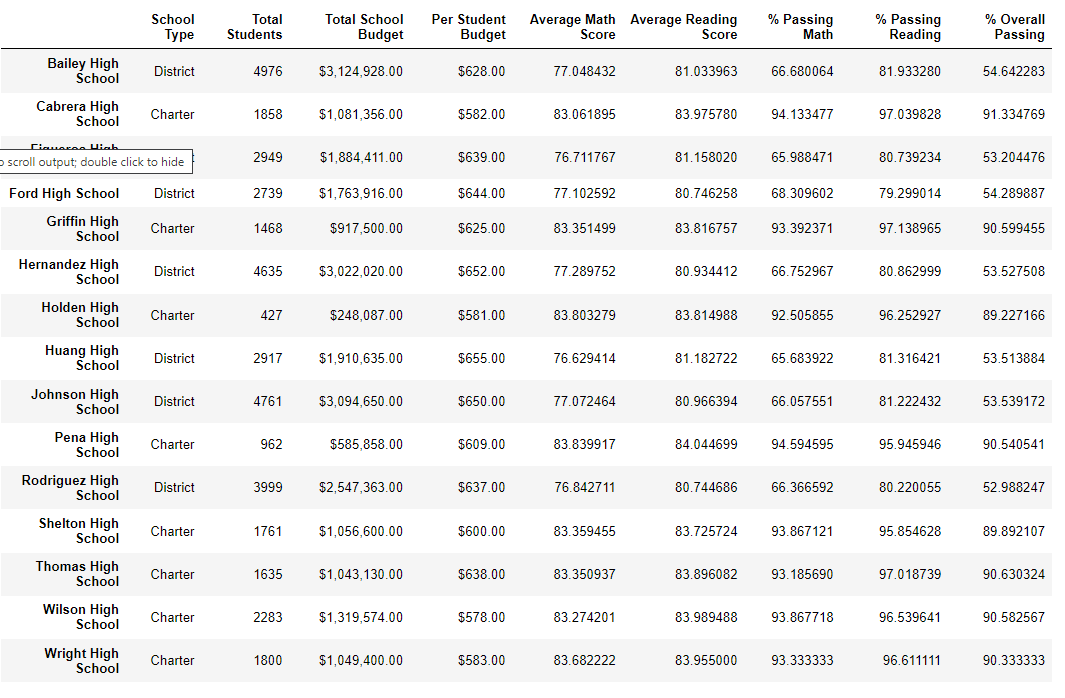 School Type Total Students Total School Budget Per Student Budget Average Math Score Average Reading Score % Passing Math % Passing Reading % Overall Passing
Bailey High School District 4976 $3,124,928.00 $628.00 77.048432 81.033963 66.680064 81.933280 54.642283
Cabrera High School Charter 1858 $1,081,356.00 $582.00 83.061895 83.975780 94.133477 97.039828 91.334769
2949 $1,884,411.00 $639.00 76.711767 81.158020 65.988471 80.739234 53.204476
scroll output; double click to hide
Ford High School District 2739 $1,763,916.00 $644.00 77.102592 80.746258 68.309602 79.299014 54.289887
Griffin High School Charter 1468 $917,500.00 $625.00 83.351499 83.816757 93.392371 97.138965 90.599455
Hernandez High School District 4635 $3,022,020.00 $652.00 77.289752 80.934412 66.752967 80.862999 53.527508
Holden High School Charter 427 $248,087.00 $581.00 83.803279 83.814988 92.505855 96.252927 89.227166
Huang High School District 2917 $1,910,635.00 $655.00 76.629414 81.182722 65.683922 81.316421 53.513884
Johnson High School District 4761 $3,094,650.00 $650.00 77.072464 80.966394 66.057551 81.222432 53.539172
Pena High School Charter 962 $585,858.00 $609.00 83.839917 84.044699 94.594595 95.945946 90.540541
Rodriguez High School District 3999 $2,547,363.00 $637.00 76.842711 80.744686 66.366592 80.220055 52.988247
Shelton High School Charter 1761 $1,056,600.00 $600.00 83.359455 83.725724 93.867121 95.854628 89.892107
Thomas High School Charter 1635 $1,043,130.00 $638.00 83.350937 83.896082 93.185690 97.018739 90.630324
Wilson High School Charter 2283 $1,319,574.00 $578.00 83.274201 83.989488 93.867718 96.539641 90.582567
Wright High School Charter 1800 $1,049,400.00 $583.00 83.682222 83.955000 93.333333 96.611111 90.333333